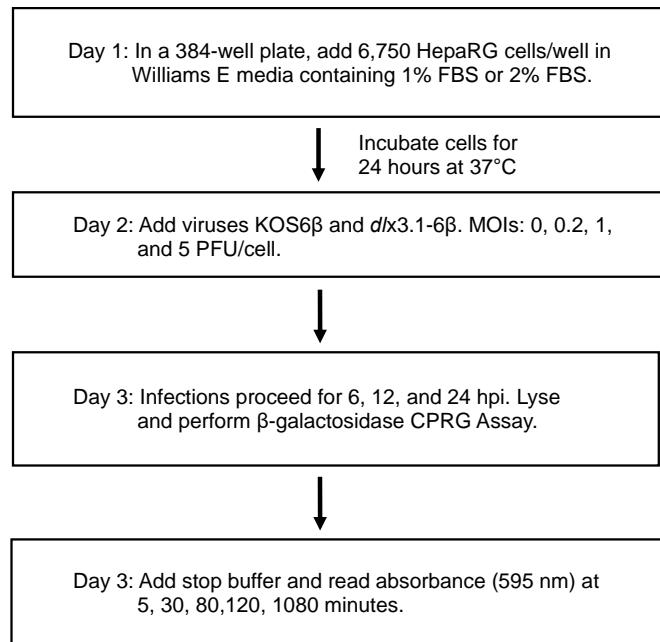 Day 1: In a 384-well plate, add 6,750 HepaRG cells/well in
Williams E media containing 1% FBS or 2% FBS.
Incubate cells for
24 hours at 37°C
Day 2: Add viruses KOS6β and dlx3.1-6β. MOIs: 0, 0.2, 1,
and 5 PFU/cell.
Day 3: Infections proceed for 6, 12, and 24 hpi. Lyse
and perform β-galactosidase CPRG Assay.
Day 3: Add stop buffer and read absorbance (595 nm) at
5, 30, 80,120, 1080 minutes.